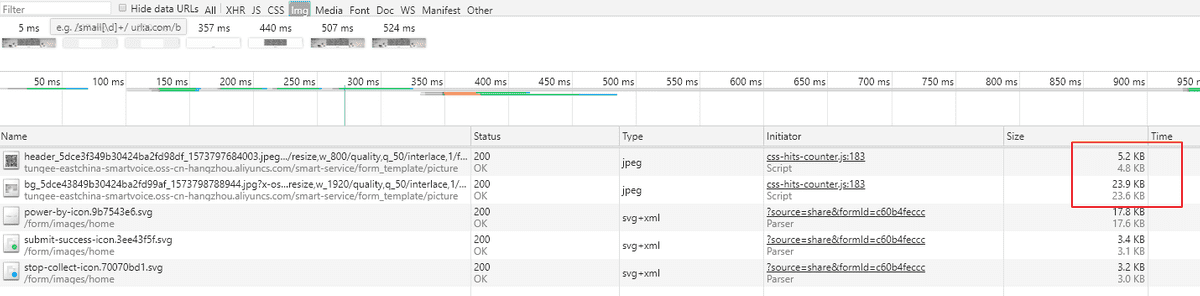 Filter
Hide data URLs
All XHR JS CSS Img Media Font Doc WS Manifest Other
5 ms
e.g. /small[\d]+/ url:a.com/b
357 ms 440 ms 507 ms 524 ms
50 ms 100 ms 150 ms 200 ms 250 ms 300 ms 350 ms 400 ms 450 ms 500 ms 550 ms 600 ms 650 ms 700 ms 750 ms 800 ms 850 ms 900 ms 950
Name Status Type Initiator Size Time
header_5dce3f349b30424ba2fd98df_1573797684003.jpeg.../resize,w_800/quality,q_50/interlace,1/f... 200 jpeg css-hits-counter.js:183 5.2 KB
tungee-eastchina-smartvoice.oss-cn-hangzhou.aliyuncs.com/smart-service/form_template/picture OK Script 4.8 KB
bg_5dce43849b30424ba2fd99af_1573798788944.jpg?x-os...resize,w_1920/quality,q_50/interlace,1/... 200 jpeg css-hits-counter.js:183 23.9 KB
tungee-eastchina-smartvoice.oss-cn-hangzhou.aliyuncs.com/smart-service/form_template/picture OK Script 23.6 KB
power-by-icon.9b7543e6.svg 200 svg+xml ?source=share&formId=c60b4feccc 17.8 KB
/form/images/home OK Parser 17.6 KB
submit-success-icon.3ee43f5f.svg 200 svg+xml ?source=share&formId=c60b4feccc 3.4 KB
/form/images/home OK Parser 3.1 KB
stop-collect-icon.70070bd1.svg 200 svg+xml ?source=share&formId=c60b4feccc 3.2 KB
/form/images/home OK Parser 3.0 KB